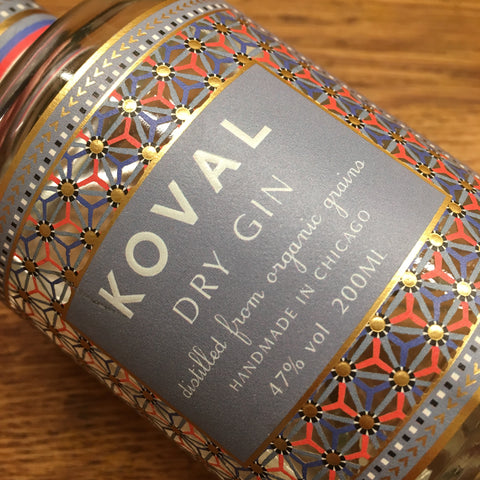 KOVAL
DRY GIN
distilled from organic grains
HANDMADE IN CHICAGO
47% vol 200ML